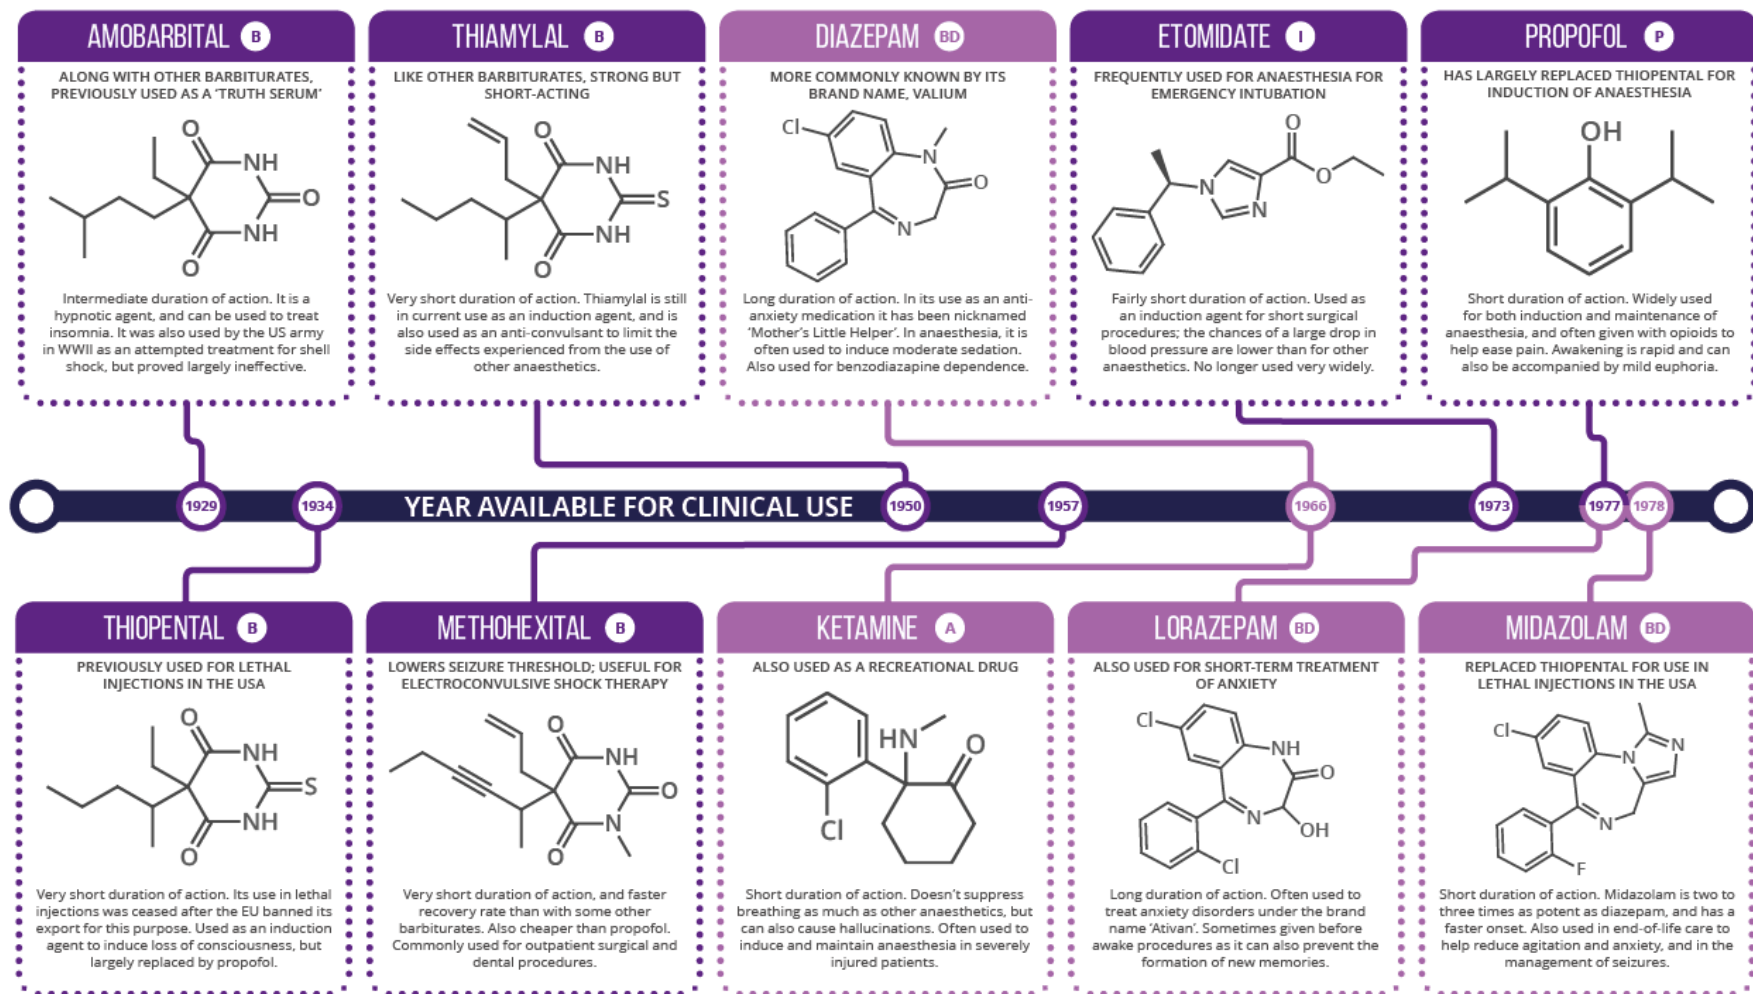 AMOBARBITAL B
ALONG WITH OTHER BARBITURATES,
PREVIOUSLY USED AS A ‘TRUTH SERUM’
O
NH
O
NH
O
Intermediate duration of action. It is a
hypnotic agent, and can be used to treat
insomnia. It was also used by the US army
in WWII as an attempted treatment for shell
shock, but proved largely ineffective.
THIAMYLAL B
LIKE OTHER BARBITURATES, STRONG BUT
SHORT-ACTING
O
NH
S
NH
O
Very short duration of action. Thiamylal is still
in current use as an induction agent, and is
also used as an anti-convulsant to limit the
side effects experienced from the use of
other anaesthetics.
DIAZEPAM BD
MORE COMMONLY KNOWN BY ITS
BRAND NAME, VALIUM
Cl
N
O
N
Long duration of action. In its use as an anti-
anxiety medication it has been nicknamed
‘Mother’s Little Helper’. In anaesthesia, it is
often used to induce moderate sedation.
Also used for benzodiazapine dependence.
ETOMIDATE I
FREQUENTLY USED FOR ANAESTHESIA FOR
EMERGENCY INTUBATION
O
O
N
N
Fairly short duration of action. Used as
an induction agent for short surgical
procedures; the chances of a large drop in
blood pressure are lower than for other
anaesthetics. No longer used very widely.
PROPOFOL P
HAS LARGELY REPLACED THIOPENTAL FOR
INDUCTION OF ANAESTHESIA
OH
Short duration of action. Widely used
for both induction and maintenance of
anaesthesia, and often given with opioids to
help ease pain. Awakening is rapid and can
also be accompanied by mild euphoria.
1929 1934 YEAR AVAILABLE FOR CLINICAL USE 1950 1957 1966 1973 1977 1978
THIOPENTAL B
PREVIOUSLY USED FOR LETHAL
INJECTIONS IN THE USA
O
NH
S
NH
O
Very short duration of action. Its use in lethal
injections was ceased after the EU banned its
export for this purpose. Used as an induction
agent to induce loss of consciousness, but
largely replaced by propofol.
METHOHEXITAL B
LOWERS SEIZURE THRESHOLD; USEFUL FOR
ELECTROCONVULSIVE SHOCK THERAPY
O
NH
O
N
O
Very short duration of action, and faster
recovery rate than with some other
barbiturates. Also cheaper than propofol.
Commonly used for outpatient surgical and
dental procedures.
KETAMINE A
ALSO USED AS A RECREATIONAL DRUG
HN
O
Cl
Short duration of action. Doesn’t suppress
breathing as much as other anaesthetics, but
can also cause hallucinations. Often used to
induce and maintain anaesthesia in severely
injured patients.
LORAZEPAM BD
ALSO USED FOR SHORT-TERM TREATMENT
OF ANXIETY
Cl
NH
O
N
OH
Cl
Long duration of action. Often used to
treat anxiety disorders under the brand
name ‘Ativan’. Sometimes given before
awake procedures as it can also prevent the
formation of new memories.
MIDAZOLAM BD
REPLACED THIOPENTAL FOR USE IN
LETHAL INJECTIONS IN THE USA
Cl
N
N
N
F
Short duration of action. Midazolam is two to
three times as potent as diazepam, and has a
faster onset. Also used in end-of-life care to
help reduce agitation and anxiety, and in the
management of seizures.